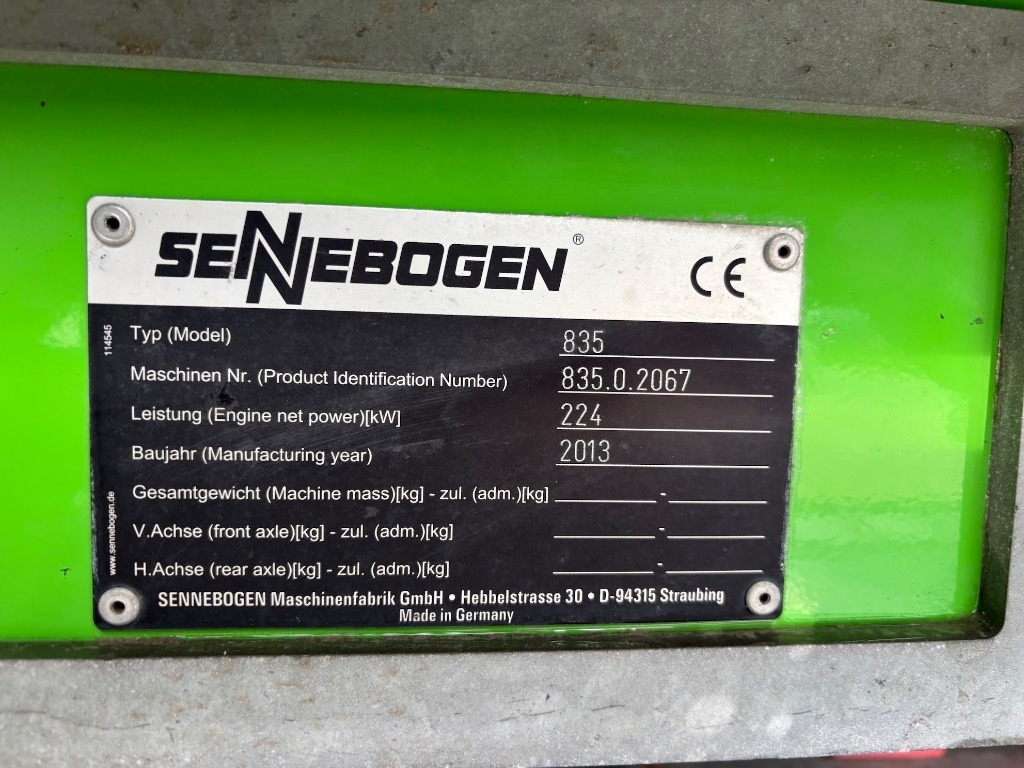 SENNEBOGEN®
CE
114545
Typ (Model) 835
Maschinen Nr. (Product Identification Number) 835.0.2067
Leistung (Engine net power)[kW] 224
Baujahr (Manufacturing year) 2013
Gesamtgewicht (Machine mass)[kg] - zul. (adm.)[kg] -
V.Achse (front axle)[kg] - zul. (adm.)[kg] -
H.Achse (rear axle)[kg] - zul. (adm.)[kg] -
www.sennebogen.de
SENNEBOGEN Maschinenfabrik GmbH • Hebbelstrasse 30 • D-94315 Straubing
Made in Germany